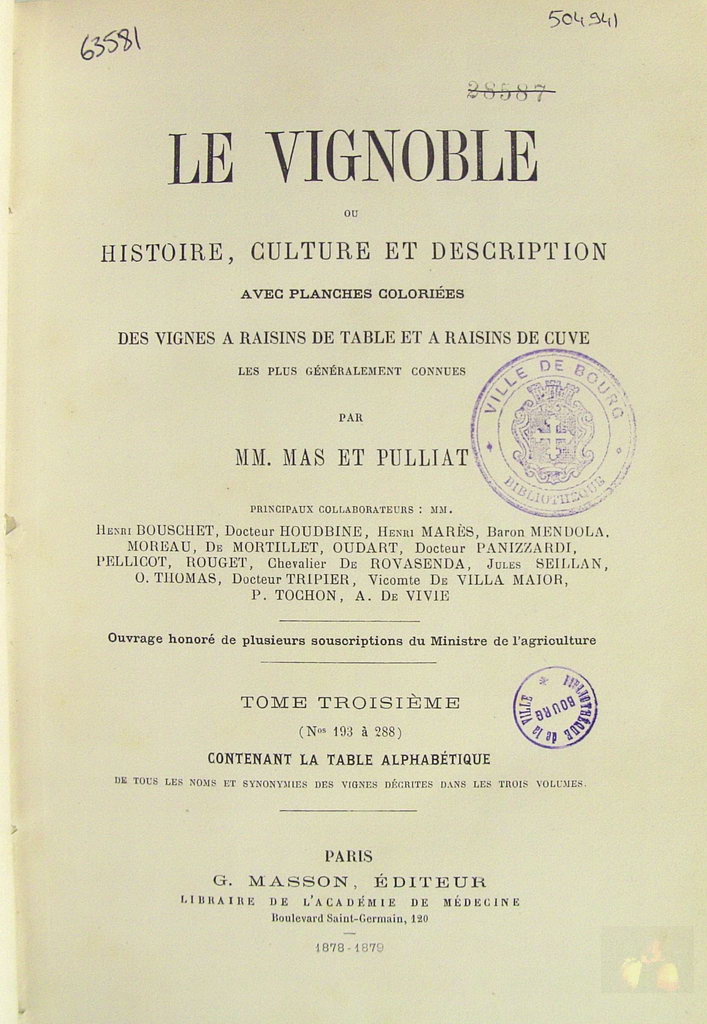 63581
504941
28587
LE VIGNOBLE
OU
HISTOIRE, CULTURE ET DESCRIPTION
AVEC PLANCHES COLORIÉES
DES VIGNES A RAISINS DE TABLE ET A RAISINS DE CUVE
LES PLUS GÉNÉRALEMENT CONNUES
PAR
MM. MAS ET PULLIAT
VILLE DE BOURG
BIBLIOTHEQUE
PRINCIPAUX COLLABORATEURS : MM.
HENRI BOUSCHET, Docteur HOUDBINE, HENRI MARÈS, Baron MENDOLA,
MOREAU, DE MORTILLET, OUDART, Docteur PANIZZARDI,
PELLICOT, ROUGET, Chevalier DE ROVASENDA, JULES SEILLAN,
O. THOMAS, Docteur TRIPIER, Vicomte DE VILLA MAIOR,
P. TOCHON, A. DE VIVIE
Ouvrage honoré de plusieurs souscriptions du Ministre de l'agriculture
TOME TROISIÈME
(Nos 193 à 288)
BIBLIOTHÈQUE de la VILLE
BOURG
CONTENANT LA TABLE ALPHABÉTIQUE
DE TOUS LES NOMS ET SYNONYMIES DES VIGNES DÉCRITES DANS LES TROIS VOLUMES.
PARIS
G. MASSON, ÉDITEUR
LIBRAIRE DE L'ACADÉMIE DE MÉDECINE
Boulevard Saint-Germain, 120
1878-1879